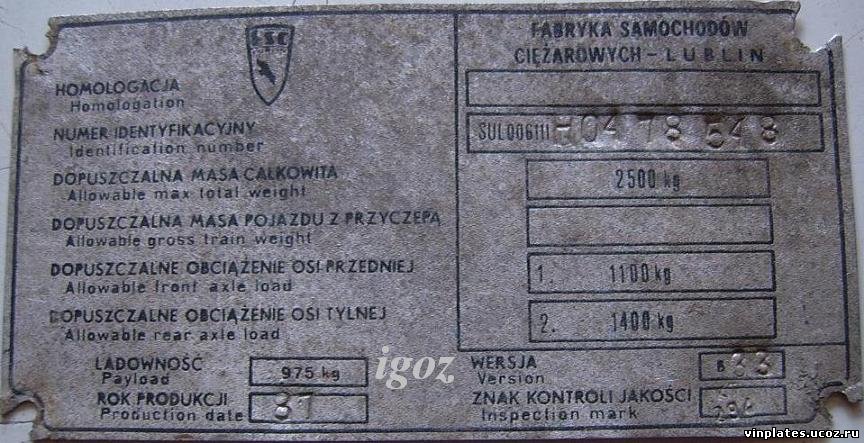 FSC
FABRYKA SAMOCHODÓW
CIĘŻAROWYCH - LUBLIN
HOMOLOGACJA
Homologation
NUMER IDENTYFIKACYJNY
Identification number
SUL006111 H0478548
DOPUSZCZALNA MASA CAŁKOWITA
Allowable max total weight
2500 kg
DOPUSZCZALNA MASA POJAZDU Z PRZYCZEPĄ
Allowable gross train weight
DOPUSZCZALNE OBCIĄŻENIE OSI PRZEDNIEJ
Allowable front axle load
1. 1100 kg
DOPUSZCZALNE OBCIĄŻENIE OSI TYLNEJ
Allowable rear axle load
2. 1400 kg
ŁADOWNOŚĆ
Payload
975 kg
WERSJA
Version
B 33
ROK PRODUKCJI
Production date
87
ZNAK KONTROLI JAKOŚCI
Inspection mark
igoz
vinplates.ucoz.ru